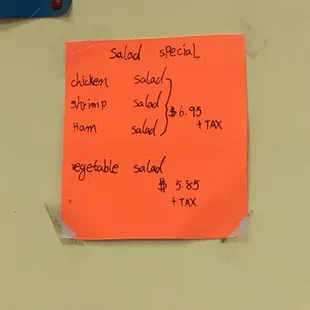 salad special
chicken salad
shrimp salad
Ham salad
$6.95
+ TAX
vegetable salad
$ 5.85
+ TAX